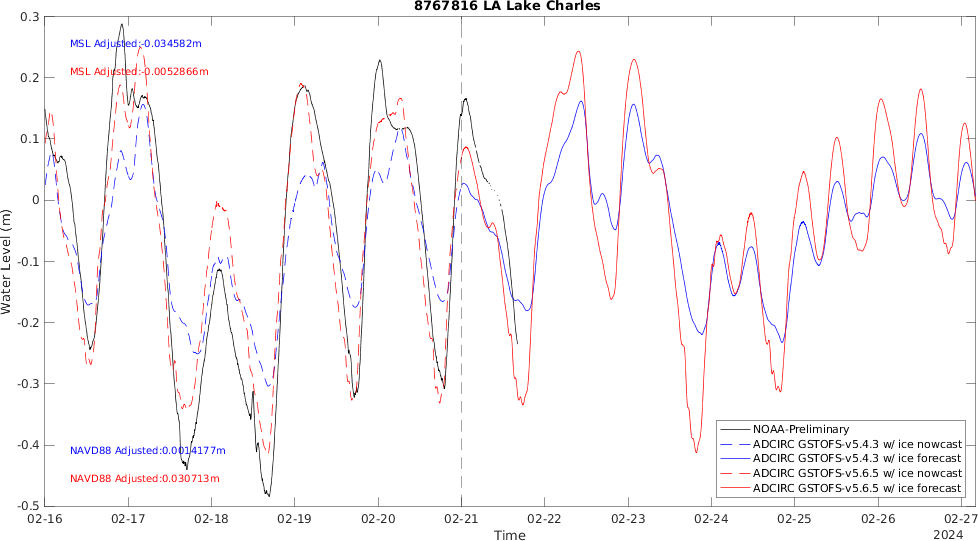 8767816 LA Lake Charles
0.3
MSL Adjusted:-0.034582m
MSL Adjusted:-0.0052866m
0.2
0.1
0
-0.1
-0.2
-0.3
-0.4
-0.5
Water Level (m)
NAVD88 Adjusted:0.0014177m
NAVD88 Adjusted:0.030713m
NOAA-Preliminary
ADCIRC GSTOFS-v5.4.3 w/ ice nowcast
ADCIRC GSTOFS-v5.4.3 w/ ice forecast
ADCIRC GSTOFS-v5.6.5 w/ ice nowcast
ADCIRC GSTOFS-v5.6.5 w/ ice forecast
02-16 02-17 02-18 02-19 02-20 02-21 02-22 02-23 02-24 02-25 02-26 02-27
Time
2024